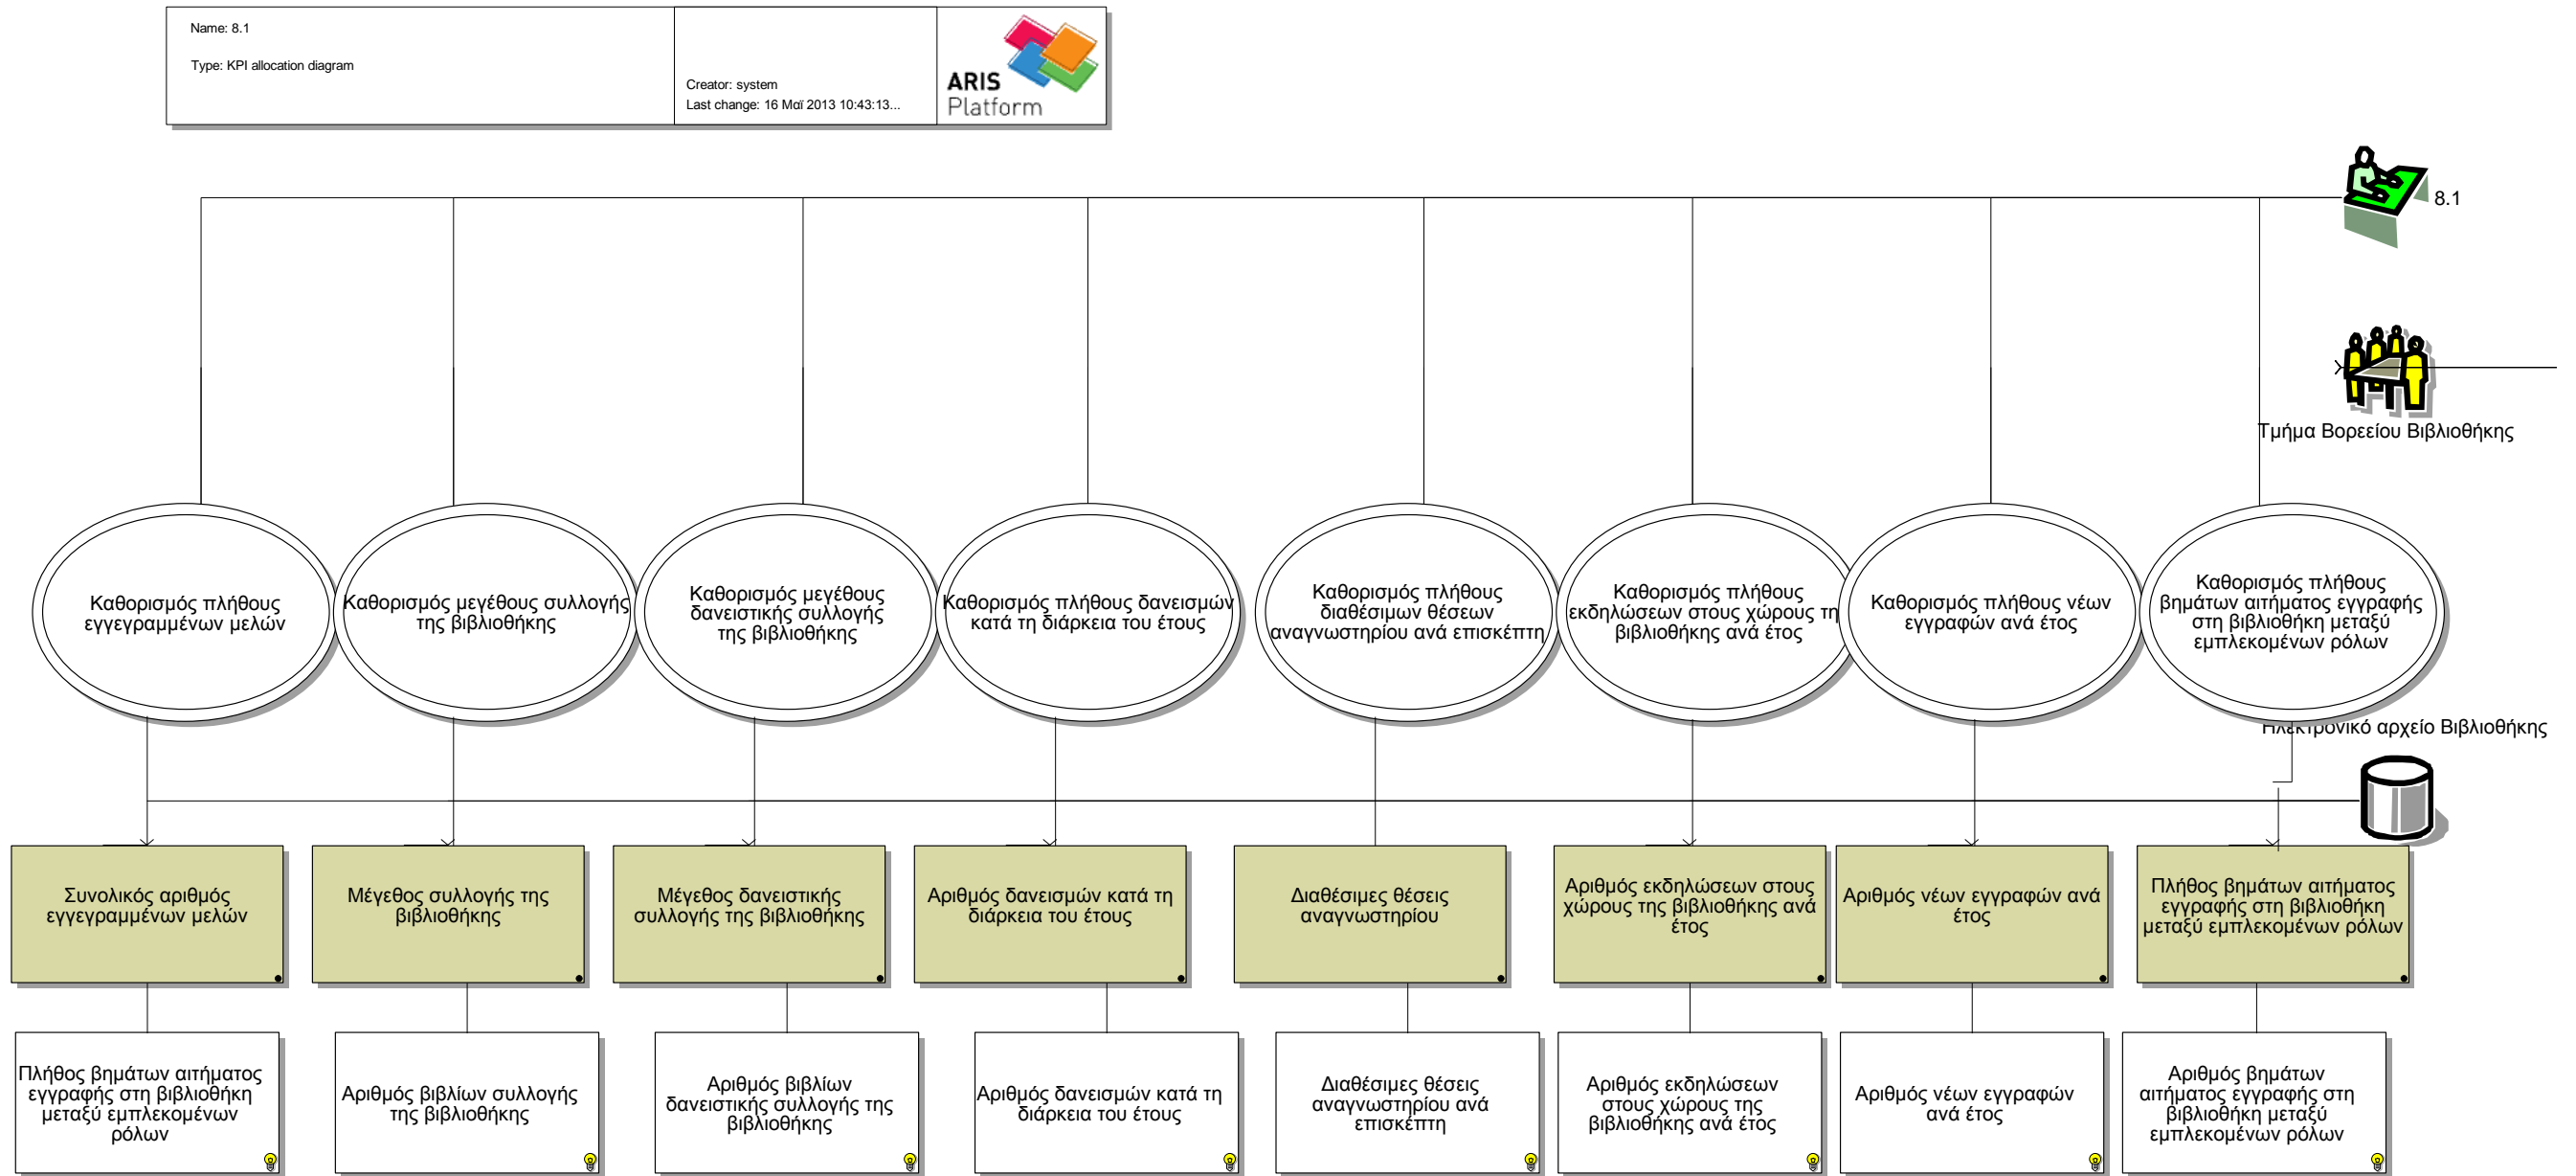 Name: 8.1
Type: KPI allocation diagram
Creator: system
Last change: 16 Μαϊ 2013 10:43:13...
ARIS
Platform
8.1
Τμήμα Βορεείου Βιβλιοθήκης
Καθορισμός πλήθους
εγγεγραμμένων μελών
Καθορισμός μεγέθους συλλογής
της βιβλιοθήκης
Καθορισμός μεγέθους
δανειστικής συλλογής
της βιβλιοθήκης
Καθορισμός πλήθους δανεισμών
κατά τη διάρκεια του έτους
Καθορισμός πλήθους
διαθέσιμων θέσεων
αναγνωστηρίου ανά επισκέπτη
Καθορισμός πλήθους
εκδηλώσεων στους χώρους τη
βιβλιοθήκης ανά έτος
Καθορισμός πλήθους νέων
εγγραφών ανά έτος
Καθορισμός πλήθους
βημάτων αιτήματος εγγραφής
στη βιβλιοθήκη μεταξύ
εμπλεκομένων ρόλων
Ηλεκτρονικό αρχείο Βιβλιοθήκης
Συνολικός αριθμός
εγγεγραμμένων μελών
Μέγεθος συλλογής της
βιβλιοθήκης
Μέγεθος δανειστικής
συλλογής της βιβλιοθήκης
Αριθμός δανεισμών κατά τη
διάρκεια του έτους
Διαθέσιμες θέσεις
αναγνωστηρίου
Αριθμός εκδηλώσεων στους
χώρους της βιβλιοθήκης ανά
έτος
Αριθμός νέων εγγραφών ανά
έτος
Πλήθος βημάτων αιτήματος
εγγραφής στη βιβλιοθήκη
μεταξύ εμπλεκομένων ρόλων
Πλήθος βημάτων αιτήματος
εγγραφής στη βιβλιοθήκη
μεταξύ εμπλεκομένων
ρόλων
Αριθμός βιβλίων συλλογής
της βιβλιοθήκης
Αριθμός βιβλίων
δανειστικής συλλογής της
βιβλιοθήκης
Αριθμός δανεισμών κατά τη
διάρκεια του έτους
Διαθέσιμες θέσεις
αναγνωστηρίου ανά
επισκέπτη
Αριθμός εκδηλώσεων
στους χώρους της
βιβλιοθήκης ανά έτος
Αριθμός νέων εγγραφών
ανά έτος
Αριθμός βημάτων
αιτήματος εγγραφής στη
βιβλιοθήκη μεταξύ
εμπλεκομένων ρόλων